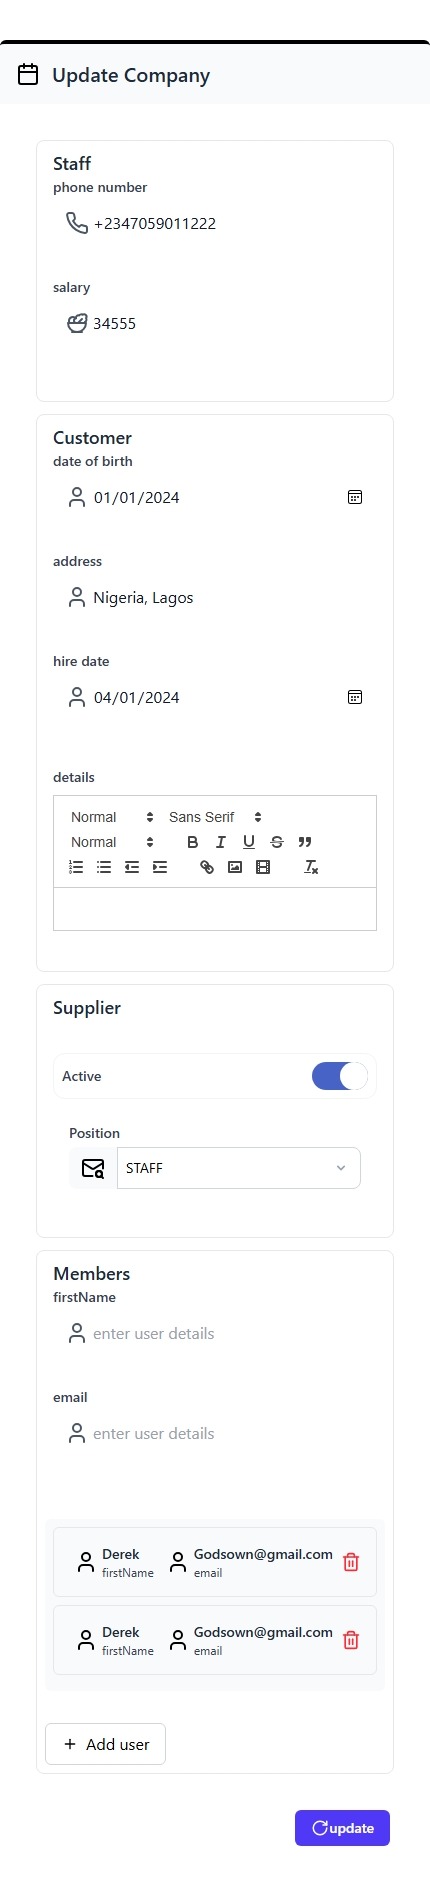 Update Company
Staff
phone number
+2347059011222
salary
34555
Customer
date of birth
01/01/2024
address
Nigeria, Lagos
hire date
04/01/2024
details
Normal Sans Serif
Normal B I U S ”
Tx
Supplier
Active
Position
STAFF
Members
firstName
enter user details
email
enter user details
Derek Godsown@gmail.com
firstName email
Derek Godsown@gmail.com
firstName email
+ Add user
update